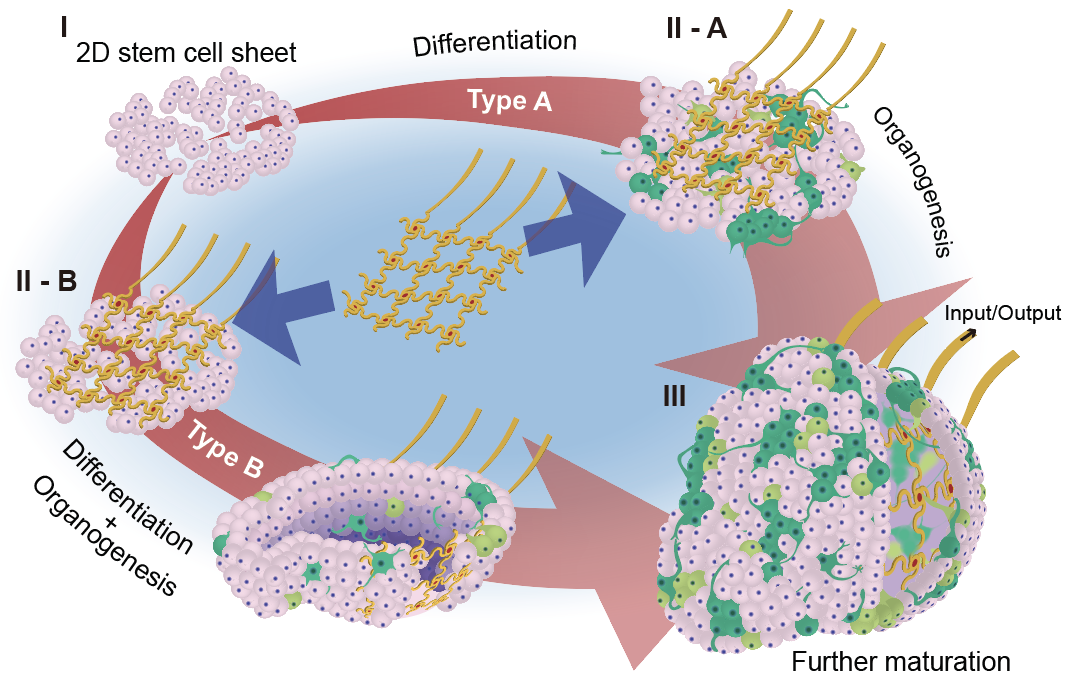 I
2D stem cell sheet
Differentiation
II - A
Type A
Organogenesis
II - B
Input/Output
III
Type B
Differentiation
+
Organogenesis
Further maturation